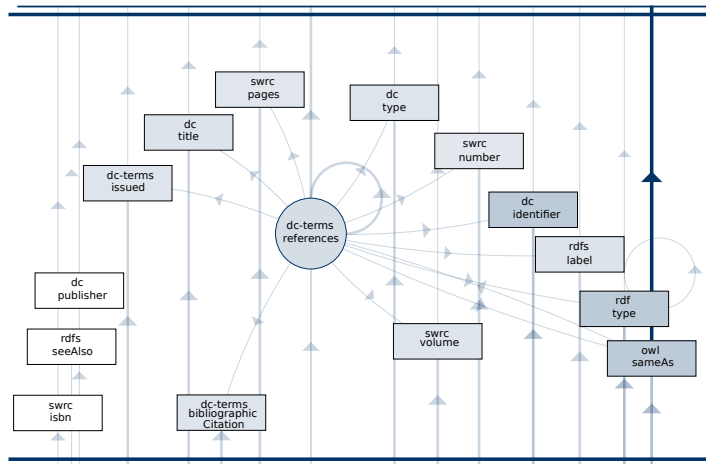 swrc
pages
dc
type
dc
title
swrc
number
dc-terms
issued
dc
identifier
dc-terms
references
rdfs
label
dc
publisher
rdf
type
rdfs
seeAlso
swrc
volume
owl
sameAs
swrc
isbn
dc-terms
bibliographic
Citation